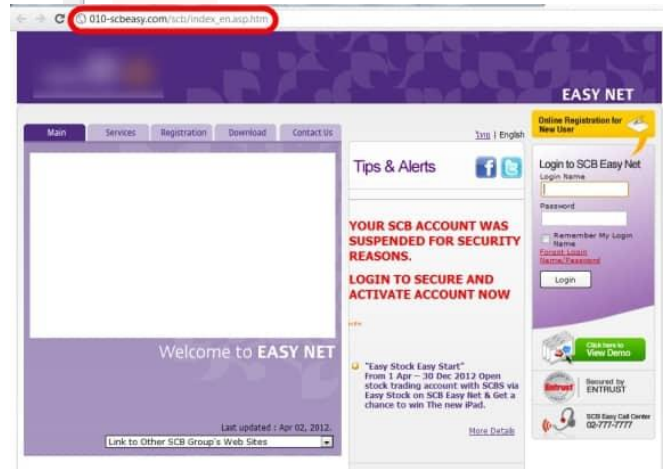 010-scbeasy.com/scb/index_en.asp.htm
EASY NET
Main
Services
Registration
Download
Contact Us
ไทย | English
Online Registration for
New User
Tips & Alerts
Login to SCB Easy Net
Login Name
Password
Remember My Login
Name
Forgot Login
Name/Password
Login
YOUR SCB ACCOUNT WAS
SUSPENDED FOR SECURITY
REASONS.
LOGIN TO SECURE AND
ACTIVATE ACCOUNT NOW
Welcome to EASY NET
"Easy Stock Easy Start"
From 1 Apr – 30 Dec 2012 Open
stock trading account with SCBS via
Easy Stock on SCB Easy Net & Get a
chance to win The new iPad.
More Details
Last updated : Apr 02, 2012.
Link to Other SCB Group's Web Sites
Click here to
View Demo
Entrust
Secured by
ENTRUST
SCB Easy Call Center
02-777-7777